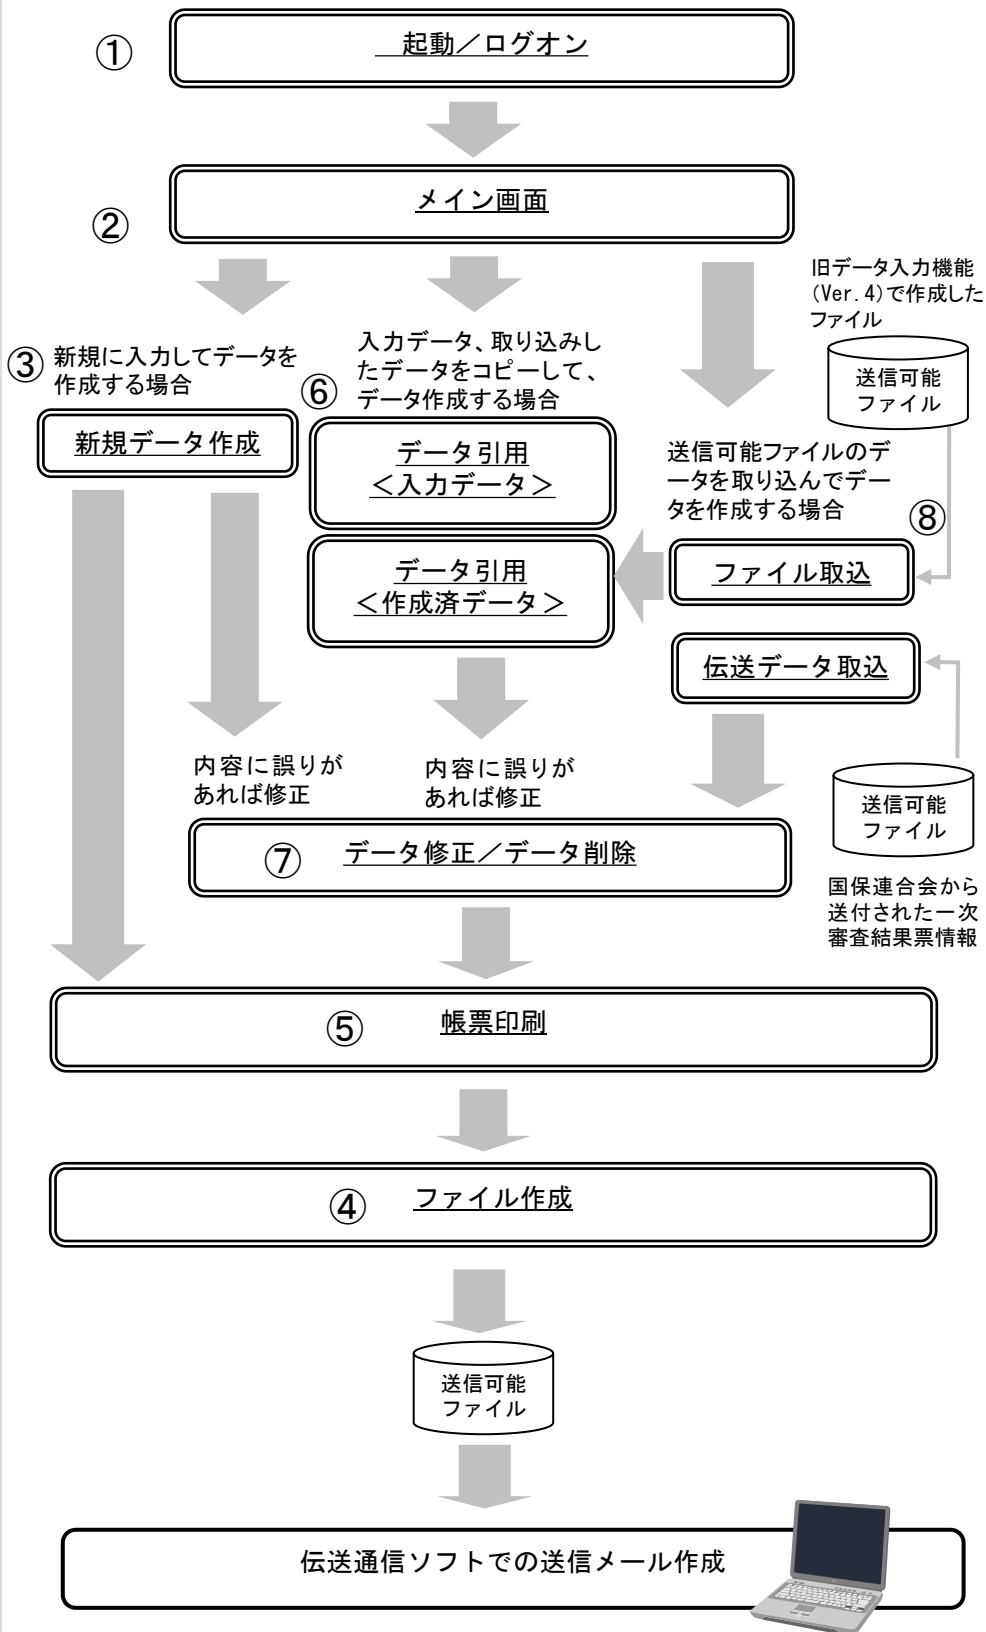 ①
起動／ログオン
②
メイン画面
旧データ入力機能
（Ver.4）で作成した
ファイル
送信可能
ファイル
③
新規に入力してデータを
作成する場合
新規データ作成
⑥
入力データ、取り込みし
たデータをコピーして、
データ作成する場合
データ引用
＜入力データ＞
データ引用
＜作成済データ＞
送信可能ファイルのデ
ータを取り込んでデー
タを作成する場合
⑧
ファイル取込
伝送データ取込
送信可能
ファイル
国保連合会から
送付された一次
審査結果票情報
内容に誤りが
あれば修正
内容に誤りが
あれば修正
⑦
データ修正／データ削除
⑤
帳票印刷
④
ファイル作成
送信可能
ファイル
伝送通信ソフトでの送信メール作成